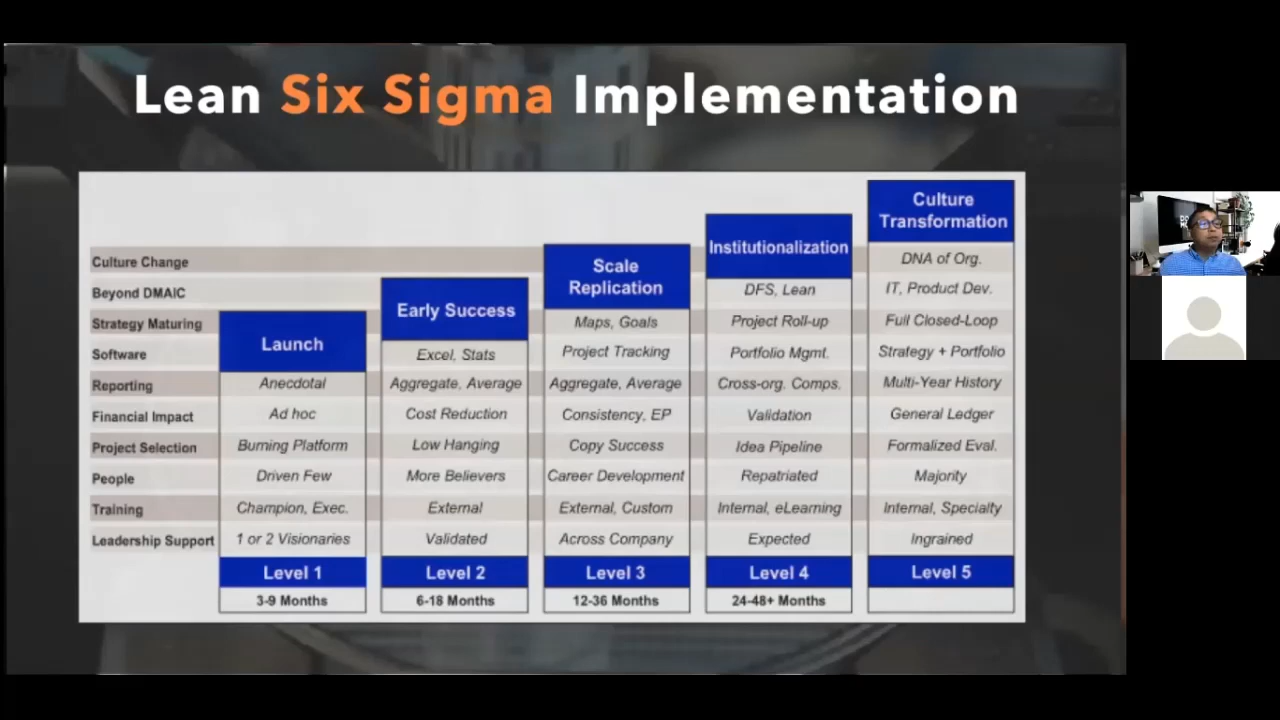 Lean Six Sigma Implementation
Culture
Transformation
Institutionalization
Scale
Replication
Early Success
Launch
Culture Change DNA of Org.
Beyond DMAIC DFS, Lean IT, Product Dev.
Strategy Maturing Maps, Goals Project Roll-up Full Closed-Loop
Software Excel, Stats Project Tracking Portfolio Mgmt. Strategy + Portfolio
Reporting Anecdotal Aggregate, Average Aggregate, Average Cross-org. Comps. Multi-Year History
Financial Impact Ad hoc Cost Reduction Consistency, EP Validation General Ledger
Project Selection Burning Platform Low Hanging Copy Success Idea Pipeline Formalized Eval.
People Driven Few More Believers Career Development Repatriated Majority
Training Champion, Exec. External External, Custom Internal, eLearning Internal, Specialty
Leadership Support 1 or 2 Visionaries Validated Across Company Expected Ingrained
Level 1 Level 2 Level 3 Level 4 Level 5
3-9 Months 6-18 Months 12-36 Months 24-48+ Months